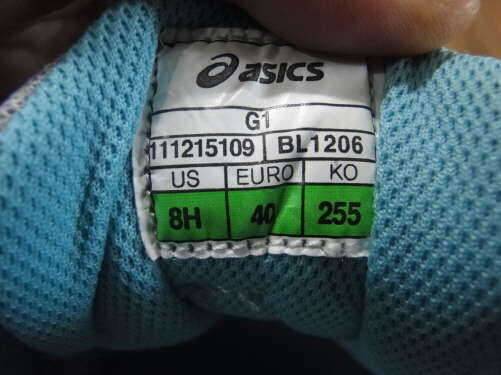 asics
G1
111215109 BL1206
US EURO KO
8H 40 255